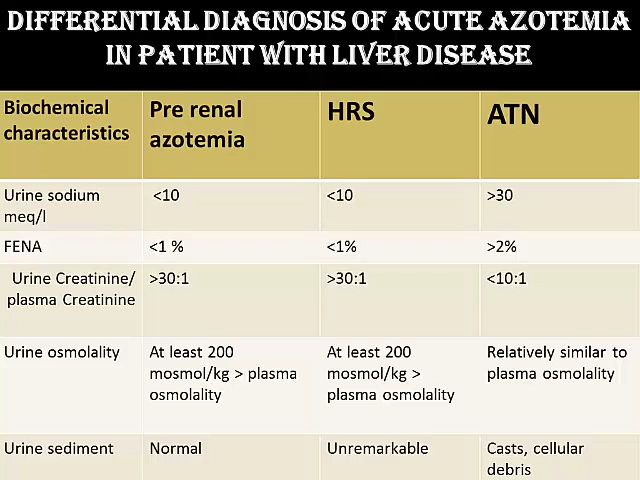 DIFFERENTIAL DIAGNOSIS OF ACUTE AZOTEMIA
IN PATIENT WITH LIVER DISEASE
Biochemical characteristics
Pre renal azotemia
HRS
ATN
Urine sodium meq/l
<10
<10
>30
FENA
<1 %
<1%
>2%
Urine Creatinine/ plasma Creatinine
>30:1
>30:1
<10:1
Urine osmolality
At least 200 mosmol/kg > plasma osmolality
At least 200 mosmol/kg > plasma osmolality
Relatively similar to plasma osmolality
Urine sediment
Normal
Unremarkable
Casts, cellular debris